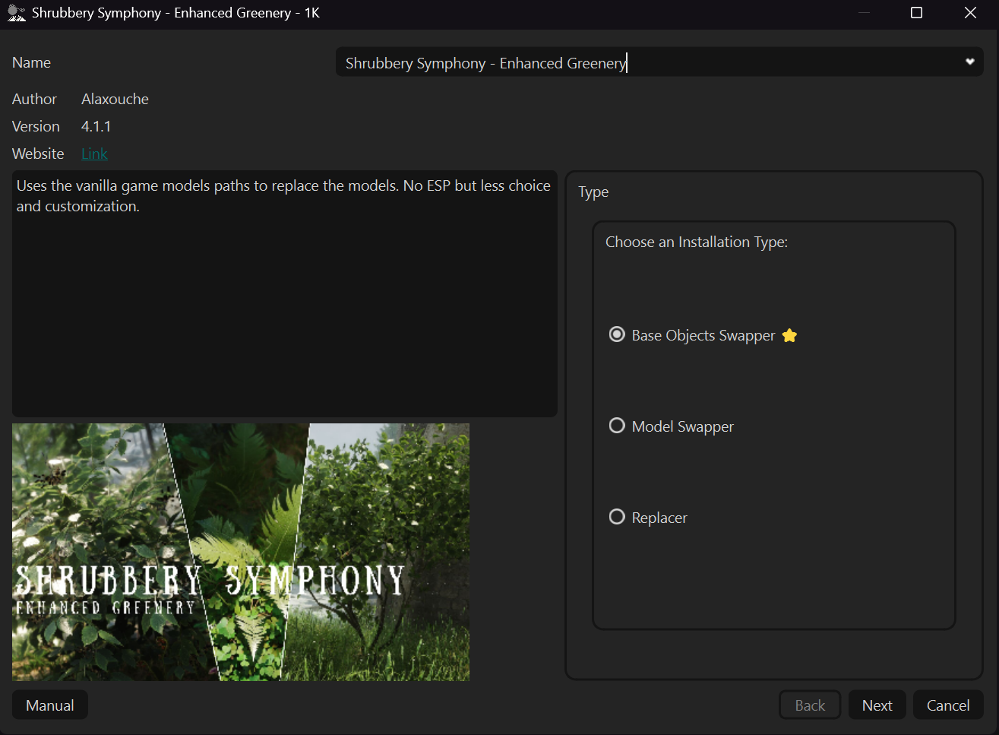 Shrubbery Symphony - Enhanced Greenery - 1K
Name
Shrubbery Symphony - Enhanced Greenery
Author Alaxouche
Version 4.1.1
Website Link
Uses the vanilla game models paths to replace the models. No ESP but less choice
and customization.
Type
Choose an Installation Type:
Base Objects Swapper
Model Swapper
Replacer
SHRUBBERY SYMPHONY
ENHANCED GREENERY
Manual
Back
Next
Cancel